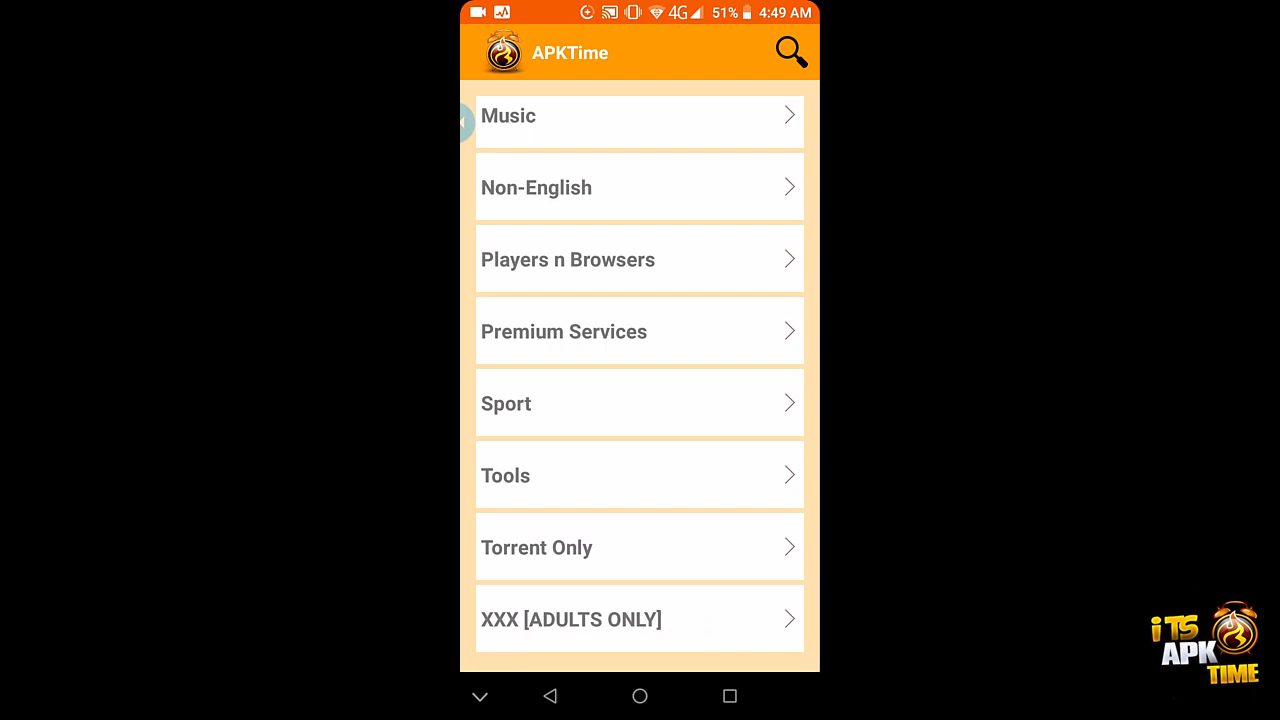 4G 51% 4:49 AM
APKTime
Music
Non-English
Players n Browsers
Premium Services
Sport
Tools
Torrent Only
XXX [ADULTS ONLY]
iTS
APK
TIME